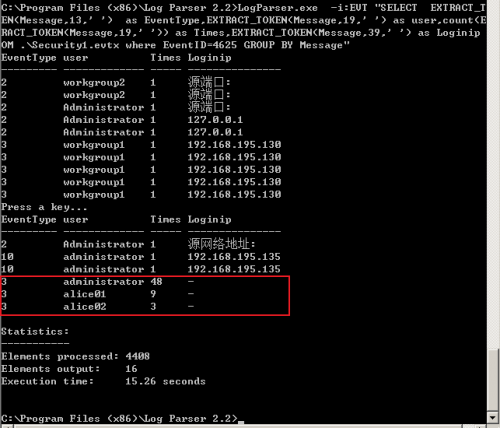 C:\Program Files (x86)\Log Parser 2.2>LogParser.exe  -i:EVT "SELECT  EXTRACT_T
EN(Message,13,' ')  as EventType,EXTRACT_TOKEN(Message,19,' ') as user,count(E
RACT_TOKEN(Message,19,' ')) as Times,EXTRACT_TOKEN(Message,39,' ') as Loginip
OM .\Security1.evtx where EventID=4625 GROUP BY Message"
EventType user          Times Loginip
--------- ------------- ----- ---------------
2         workgroup2    1     源端口:
2         workgroup2    1     源端口:
2         Administrator 1     源端口:
2         Administrator 1     127.0.0.1
2         Administrator 1     127.0.0.1
3         workgroup1    1     192.168.195.130
3         workgroup1    1     192.168.195.130
3         workgroup1    1     192.168.195.130
3         workgroup1    1     192.168.195.130
3         workgroup1    1     192.168.195.130
Press a key...
EventType user          Times Loginip
--------- ------------- ----- ---------------
2         Administrator 1     源网络地址:
10        administrator 1     192.168.195.135
10        administrator 1     192.168.195.135
3         administrator 48    -
3         alice01       9     -
3         alice02       3     -
Statistics:
-----------
Elements processed: 4408
Elements output:    16
Execution time:     15.26 seconds
C:\Program Files (x86)\Log Parser 2.2>_